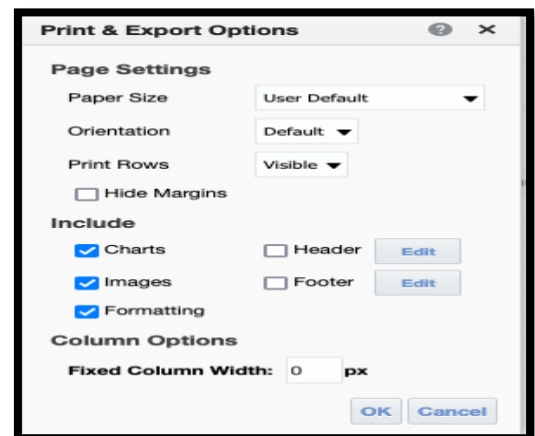 Print & Export Options ? ×
Page Settings
Paper Size User Default
Orientation Default
Print Rows Visible
Hide Margins
Include
Charts Header Edit
Images Footer Edit
Formatting
Column Options
Fixed Column Width: 0 px
OK Cancel